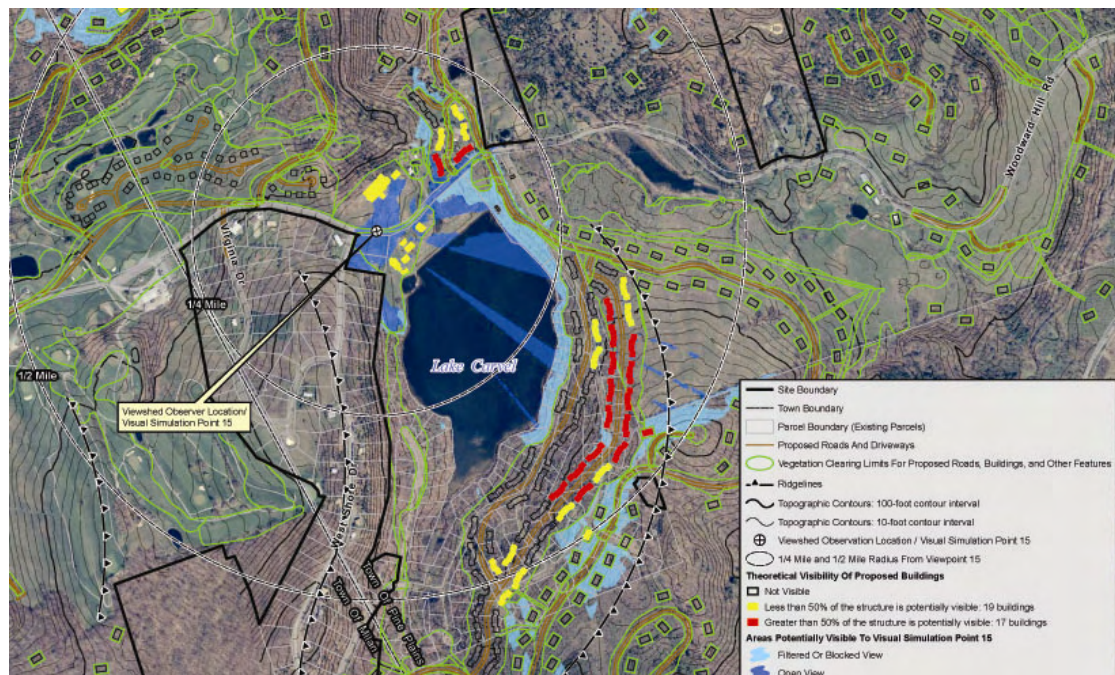 Woodward Hill Rd
Virginia Dr
1/4 Mile
Lake Carvel
1/2 Mile
Viewshed Observer Location/
Visual Simulation Point 15
West Shore Dr
Town Of Pine Plains
Town Of Milan
Site Boundary
Town Boundary
Parcel Boundary (Existing Parcels)
Proposed Roads And Driveways
Vegetation Clearing Limits For Proposed Roads, Buildings, and Other Features
Ridgelines
Topographic Contours: 100-foot contour interval
Topographic Contours: 10-foot contour interval
Viewshed Observation Location / Visual Simulation Point 15
1/4 Mile and 1/2 Mile Radius From Viewpoint 15
Theoretical Visibility Of Proposed Buildings
Not Visible
Less than 50% of the structure is potentially visible: 19 buildings
Greater than 50% of the structure is potentially visible: 17 buildings
Areas Potentially Visible To Visual Simulation Point 15
Filtered Or Blocked View
Open View